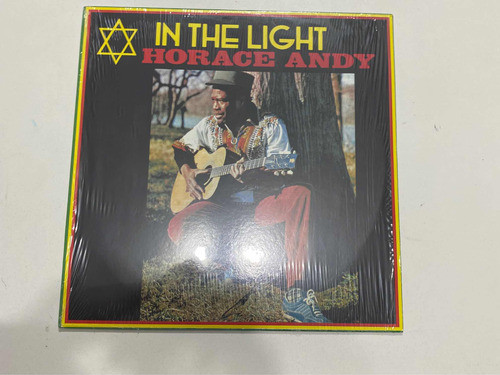 IN THE LIGHT
HORACE ANDY